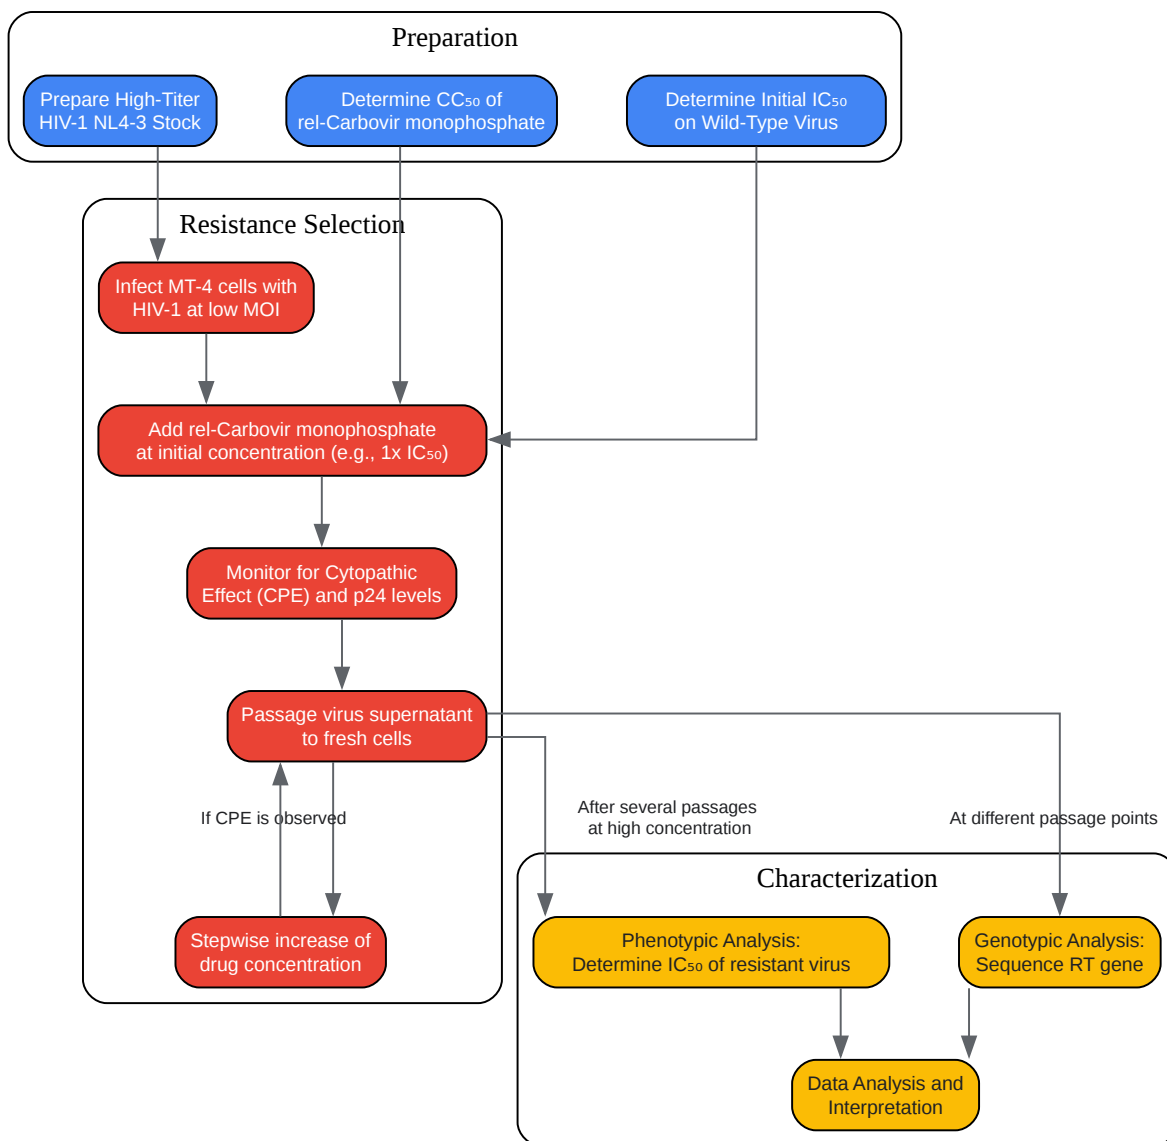 Preparation
Prepare High-Titer
HIV-1 NL4-3 Stock
Determine CC₅₀ of
rel-Carbovir monophosphate
Determine Initial IC₅₀
on Wild-Type Virus
Resistance Selection
Infect MT-4 cells with
HIV-1 at low MOI
Add rel-Carbovir monophosphate
at initial concentration (e.g., 1x IC₅₀)
Monitor for Cytopathic
Effect (CPE) and p24 levels
Passage virus supernatant
to fresh cells
If CPE is observed
After several passages
at high concentration
At different passage points
Stepwise increase of
drug concentration
Characterization
Phenotypic Analysis:
Determine IC₅₀ of resistant virus
Genotypic Analysis:
Sequence RT gene
Data Analysis and
Interpretation